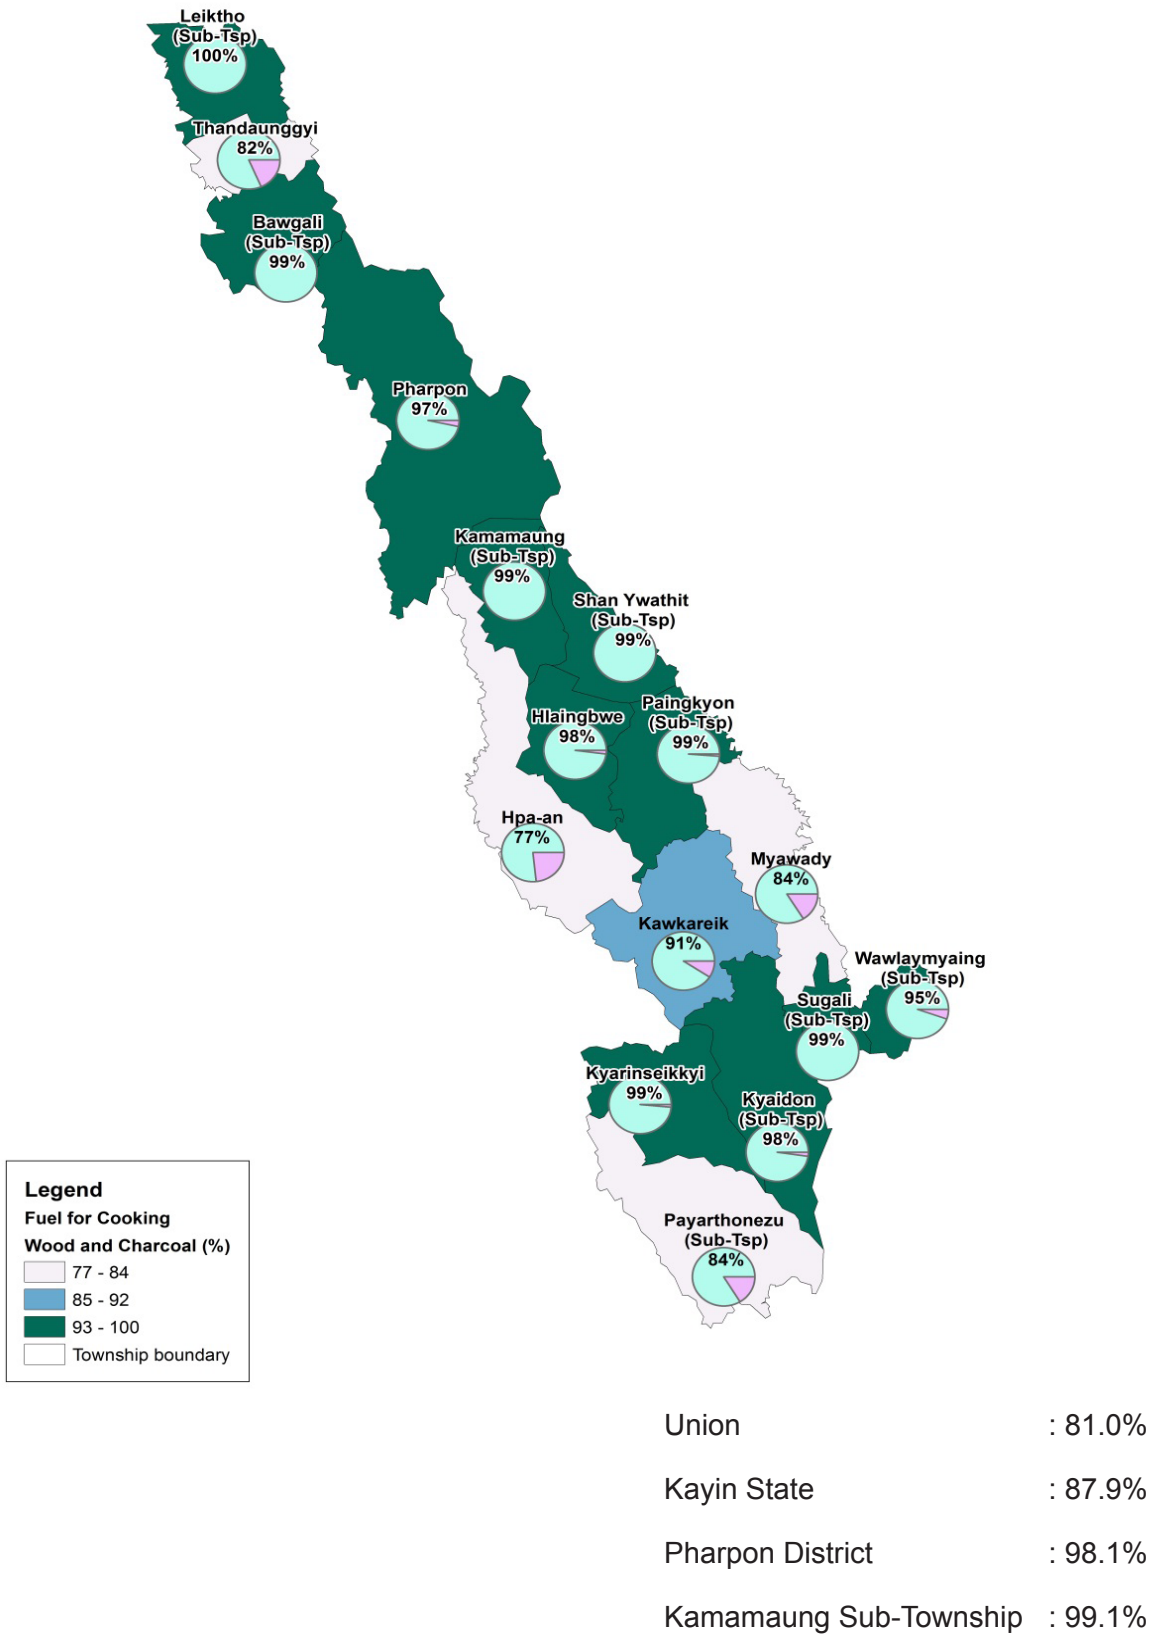 Leiktho
(Sub-Tsp)
100%
Thandaunggyi
82%
Bawgali
(Sub-Tsp)
99%
Pharpon
97%
Kamamaung
(Sub-Tsp)
99%
Shan Ywathit
(Sub-Tsp)
99%
Paingkyon
(Sub-Tsp)
99%
Hlaingbwe
98%
Hpa-an
77%
Myawady
84%
Kawkareik
91%
Wawlaymyaing
(Sub-Tsp)
95%
Sugali
(Sub-Tsp)
99%
Kyarinseikkyi
99%
Kyaidon
(Sub-Tsp)
98%
Payarthonezu
(Sub-Tsp)
84%
Legend
Fuel for Cooking
Wood and Charcoal (%)
77 - 84
85 - 92
93 - 100
Township boundary
Union : 81.0%
Kayin State : 87.9%
Pharpon District : 98.1%
Kamamaung Sub-Township : 99.1%